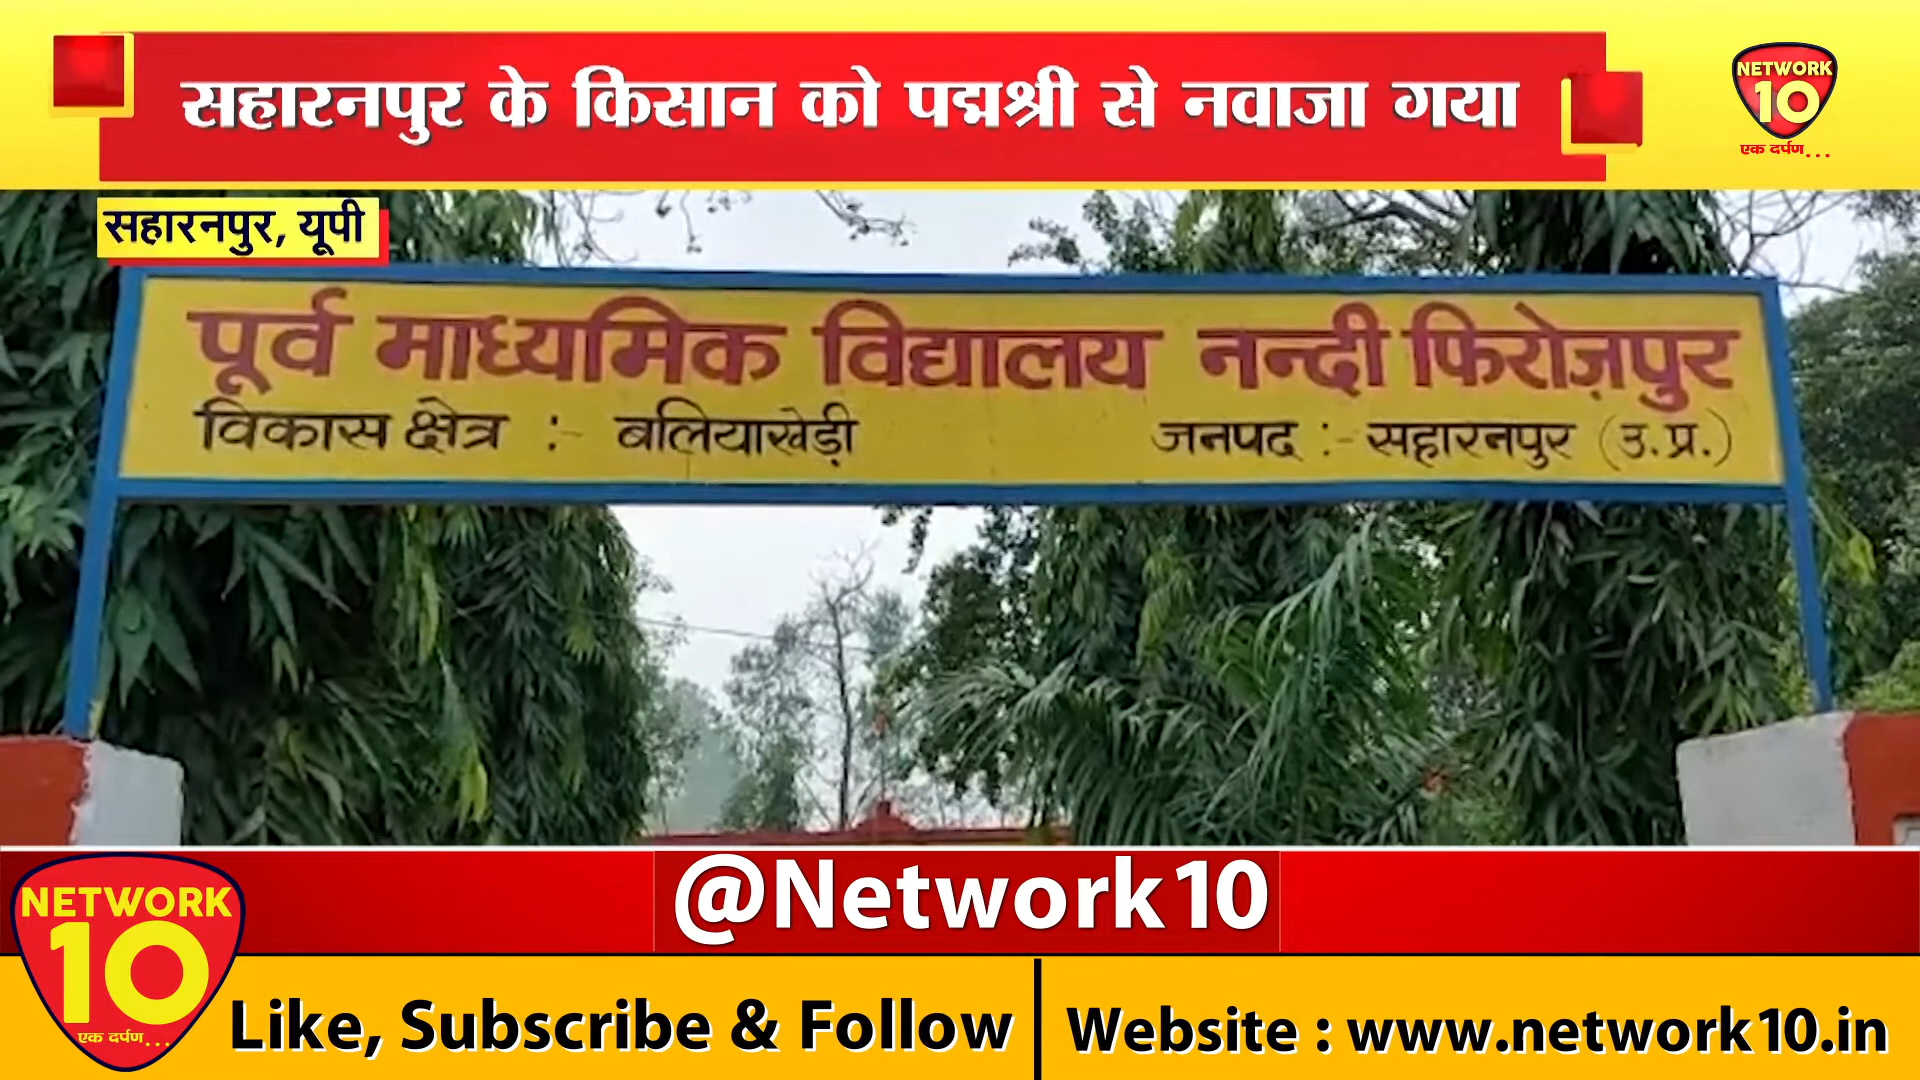 सहारनपुर के किसान को पद्मश्री से नवाजा गया
NETWORK
10
एक दर्पण...
सहारनपुर, यूपी
पूर्व माध्यमिक विद्यालय नन्दी फिरोज़पुर
विकास क्षेत्र :- बलियाखेड़ी जनपद :- सहारनपुर (उ.प्र.)
@Network10
NETWORK
10
एक दर्पण...
Like, Subscribe & Follow
Website : www.network10.in